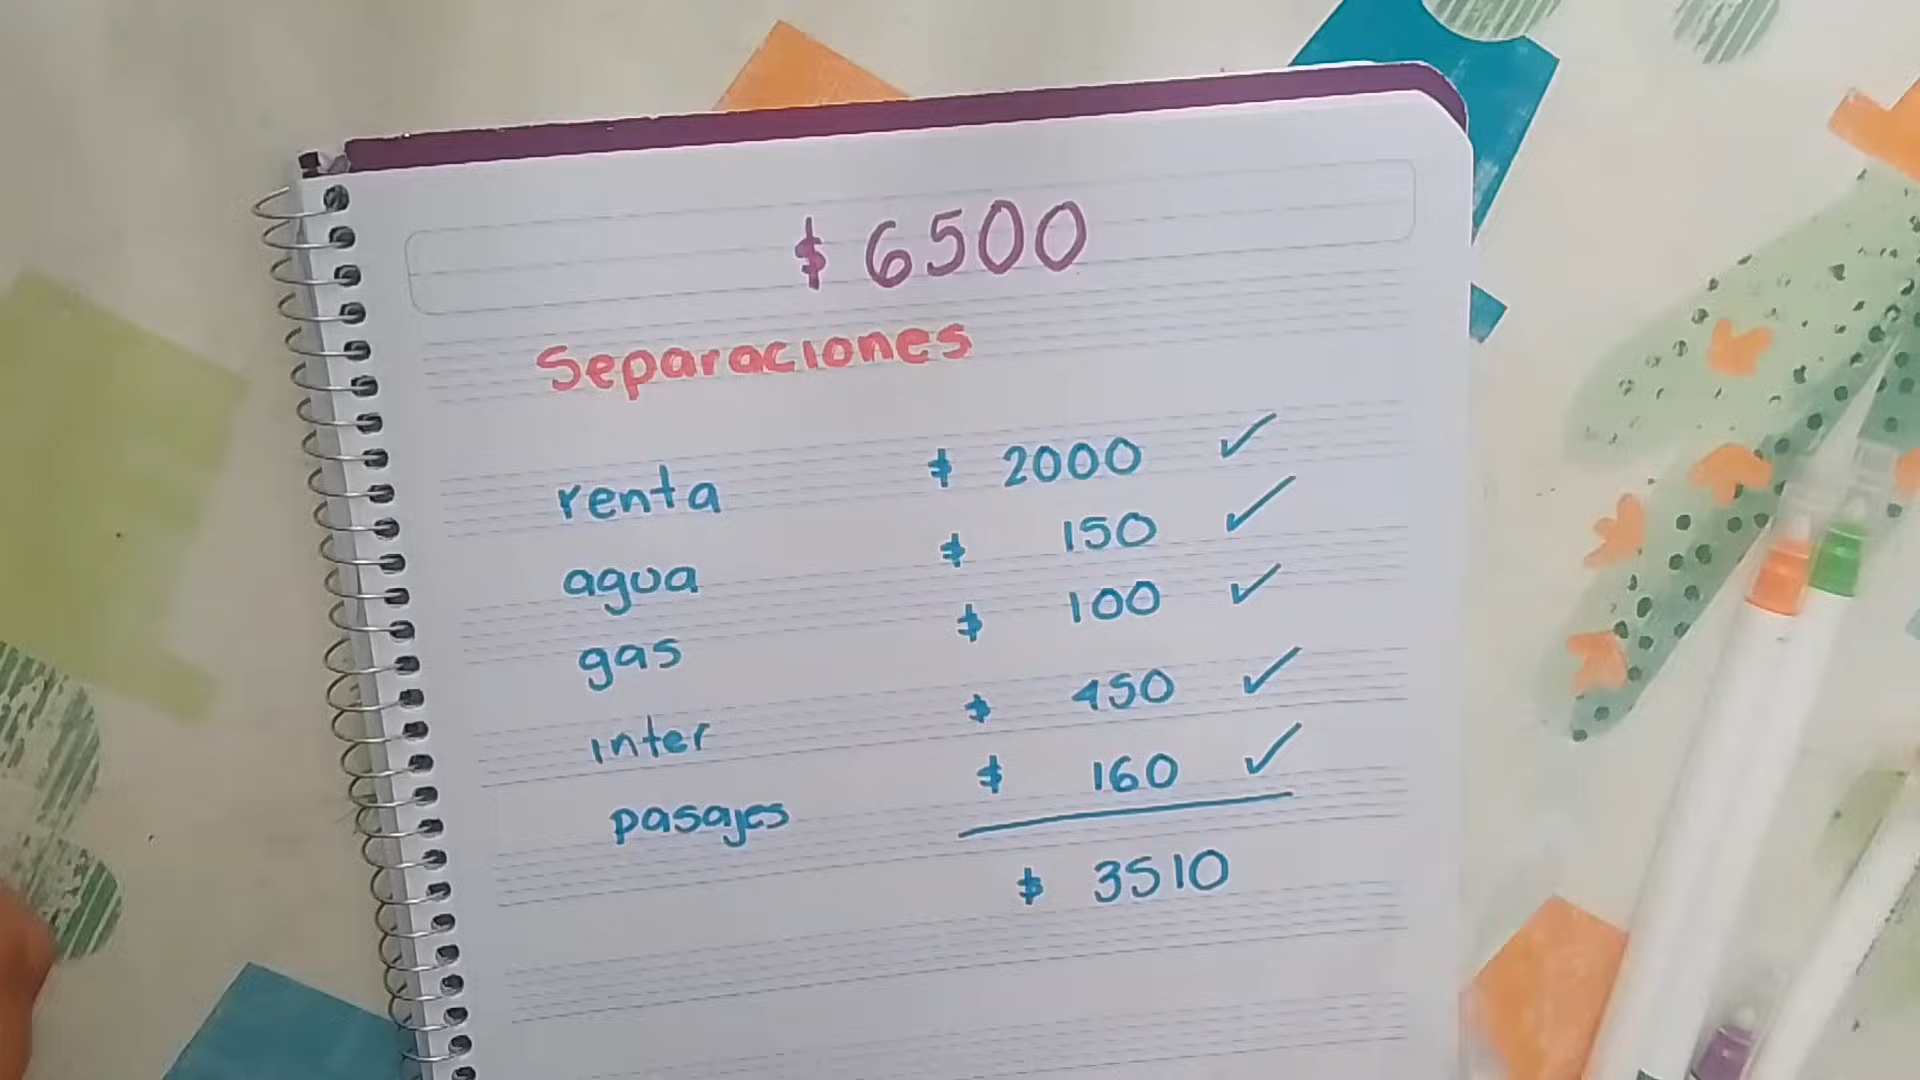 $ 6500
Separaciones
renta $ 2000 ✓
agua $ 150 ✓
gas $ 100 ✓
inter $ 450 ✓
pasajes $ 160 ✓
$ 3510